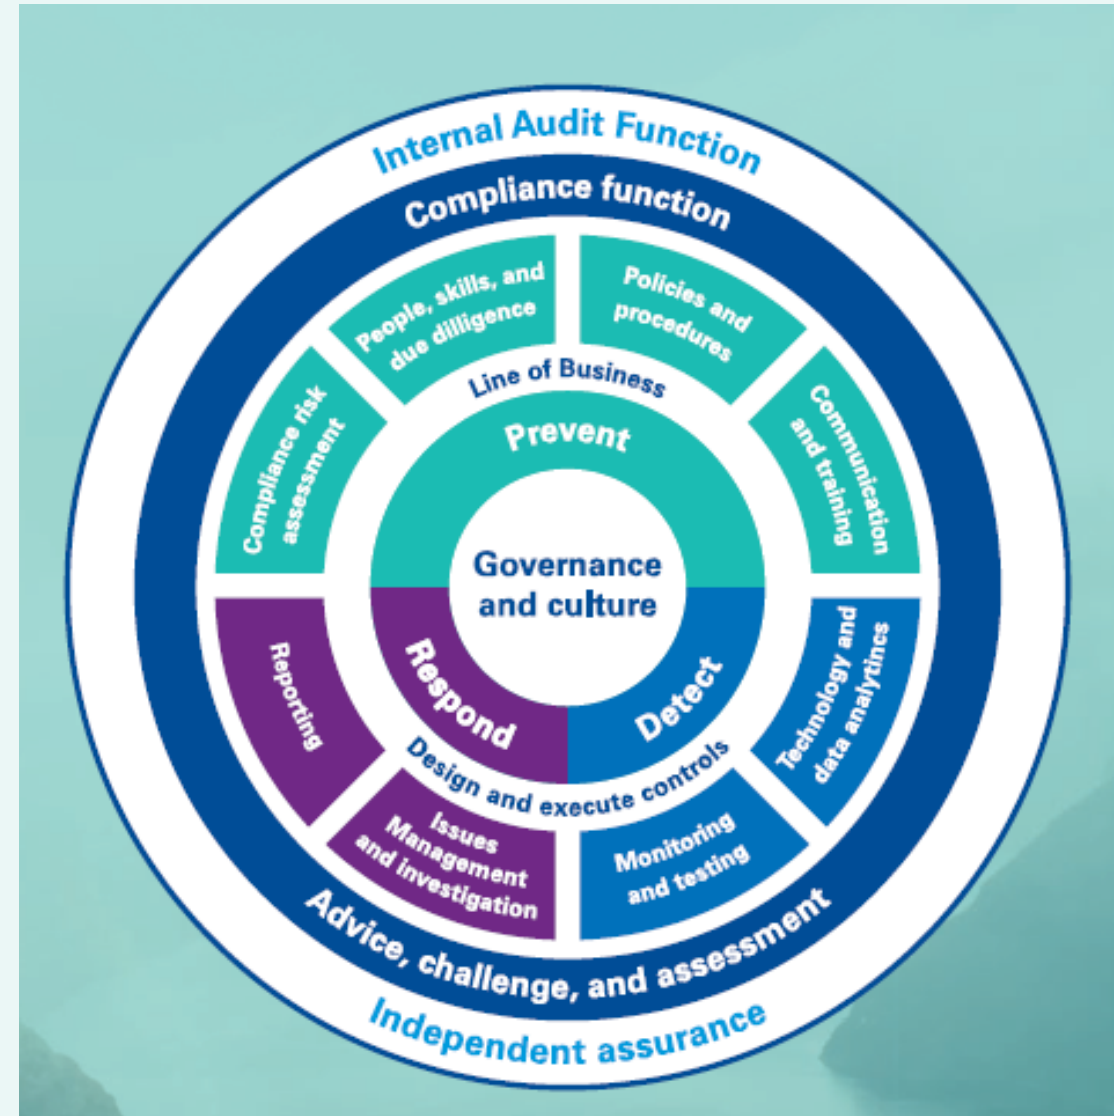 Internal Audit Function
Compliance function
People, skills, and
due dilligence
Policies and
procedures
Line of Business
Compliance risk
assessment
Communication
and training
Prevent
Governance
and culture
Respond
Detect
Reporting
Technology and
data analytincs
Design and execute controls
Issues
Management
and investigation
Monitoring
and testing
Advice, challenge, and assessment
Independent assurance